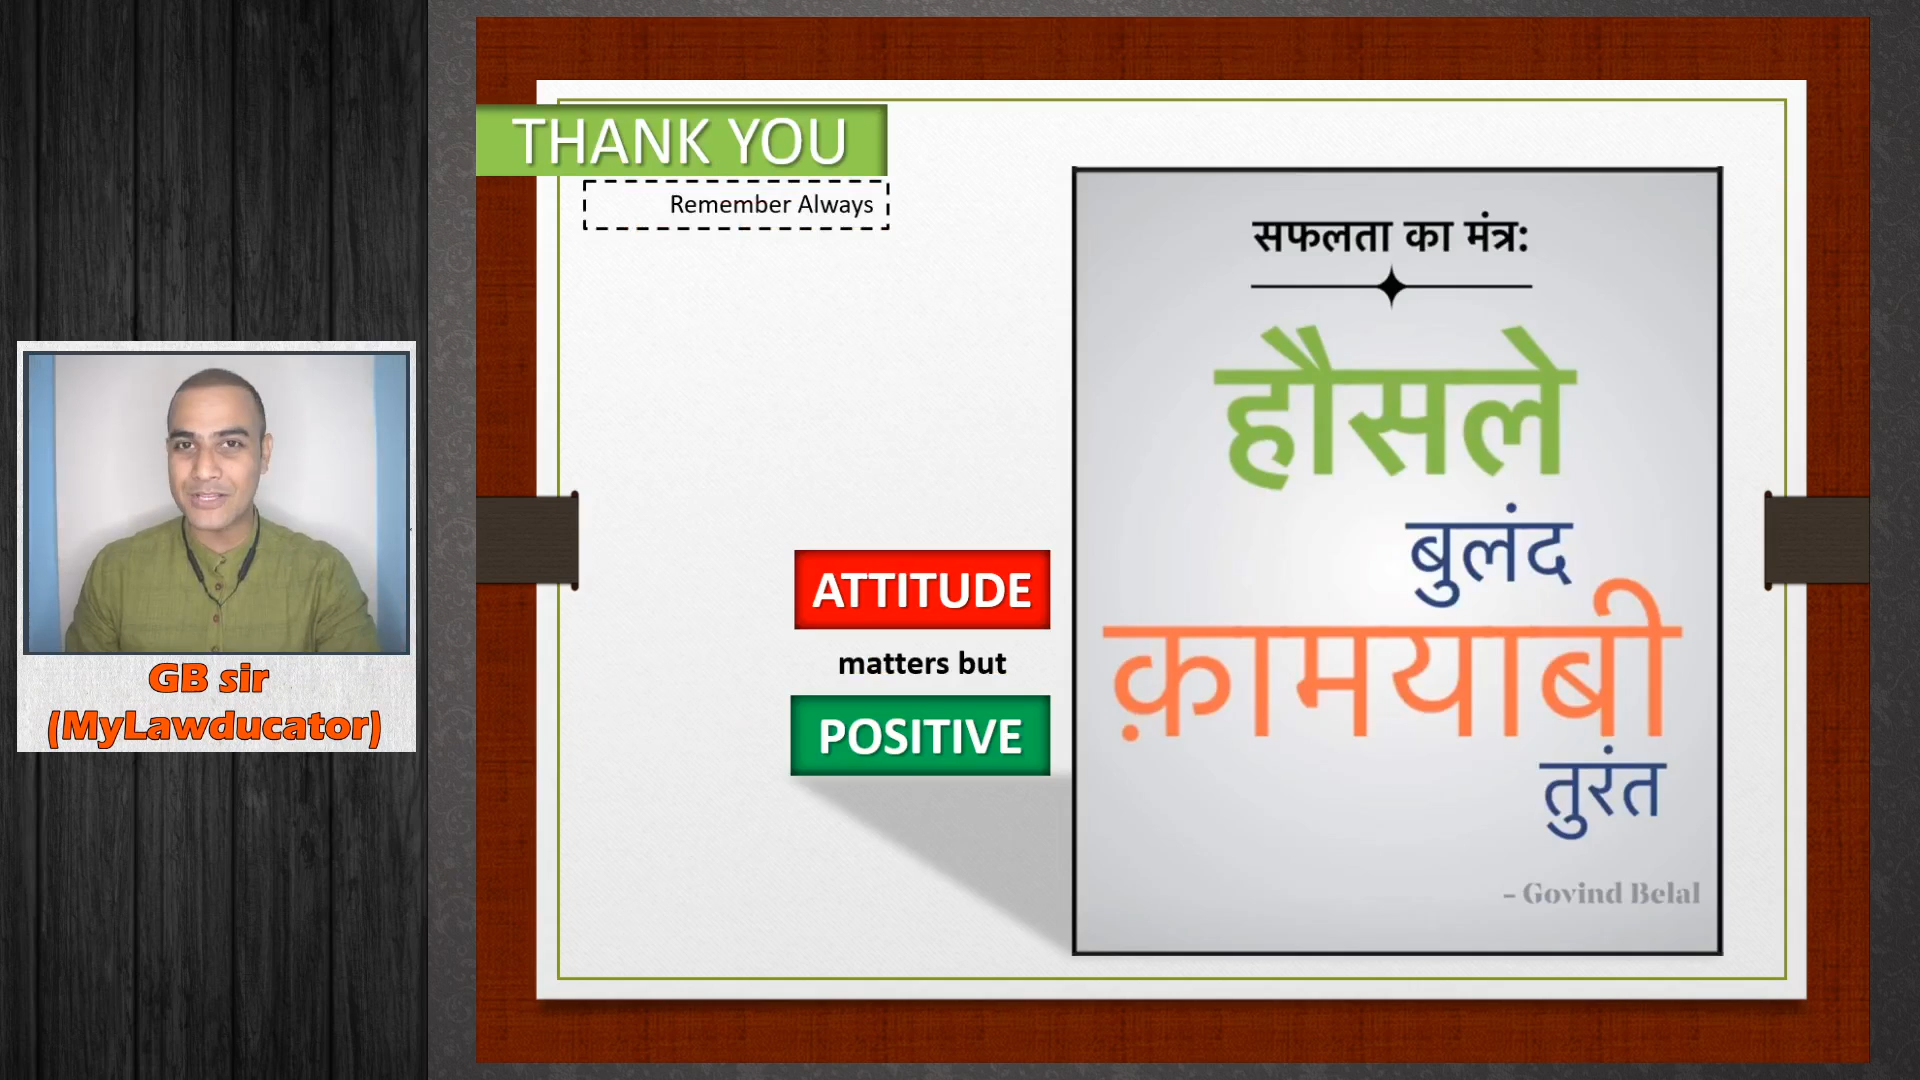 THANK YOU
Remember Always
ATTITUDE
matters but
POSITIVE
सफलता का मंत्र:
हौसले
बुलंद
क़ामयाबी
तुरंत
- Govind Belal
GB sir
(MyLawducator)